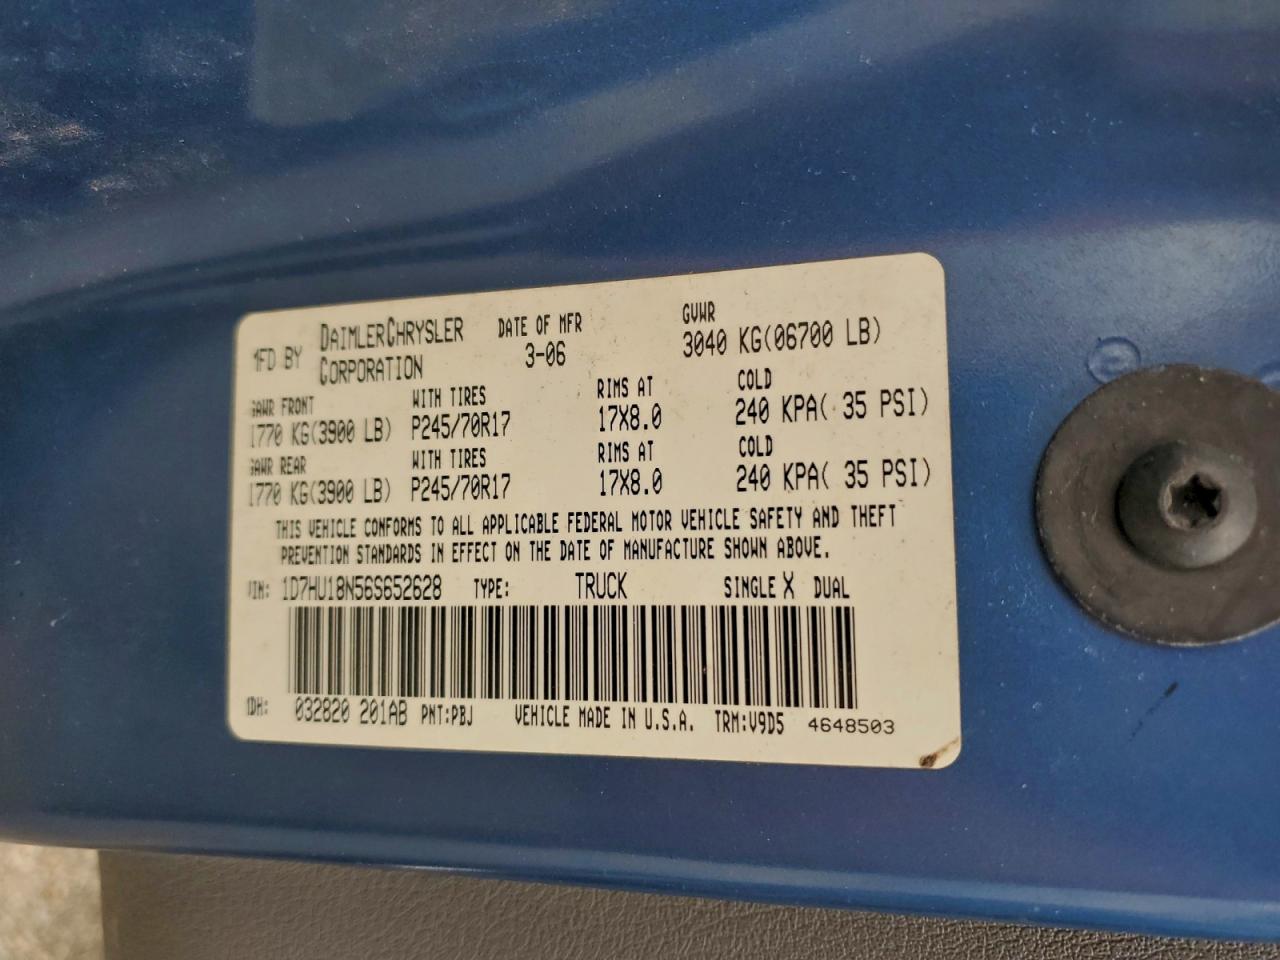 MFD BY DAIMLERCHRYSLER CORPORATION DATE OF MFR 3-06 GVWR 3040 KG(06700 LB)
GAWR FRONT WITH TIRES RIMS AT COLD
1770 KG(3900 LB) P245/70R17 17X8.0 240 KPA( 35 PSI)
GAWR REAR WITH TIRES RIMS AT COLD
1770 KG(3900 LB) P245/70R17 17X8.0 240 KPA( 35 PSI)
THIS VEHICLE CONFORMS TO ALL APPLICABLE FEDERAL MOTOR VEHICLE SAFETY AND THEFT
PREVENTION STANDARDS IN EFFECT ON THE DATE OF MANUFACTURE SHOWN ABOVE.
VIN: 1D7HU18N56S652628 TYPE: TRUCK SINGLE X DUAL
MDH: 032820 201AB PNT:PBJ VEHICLE MADE IN U.S.A. TRM:V9D5 4648503